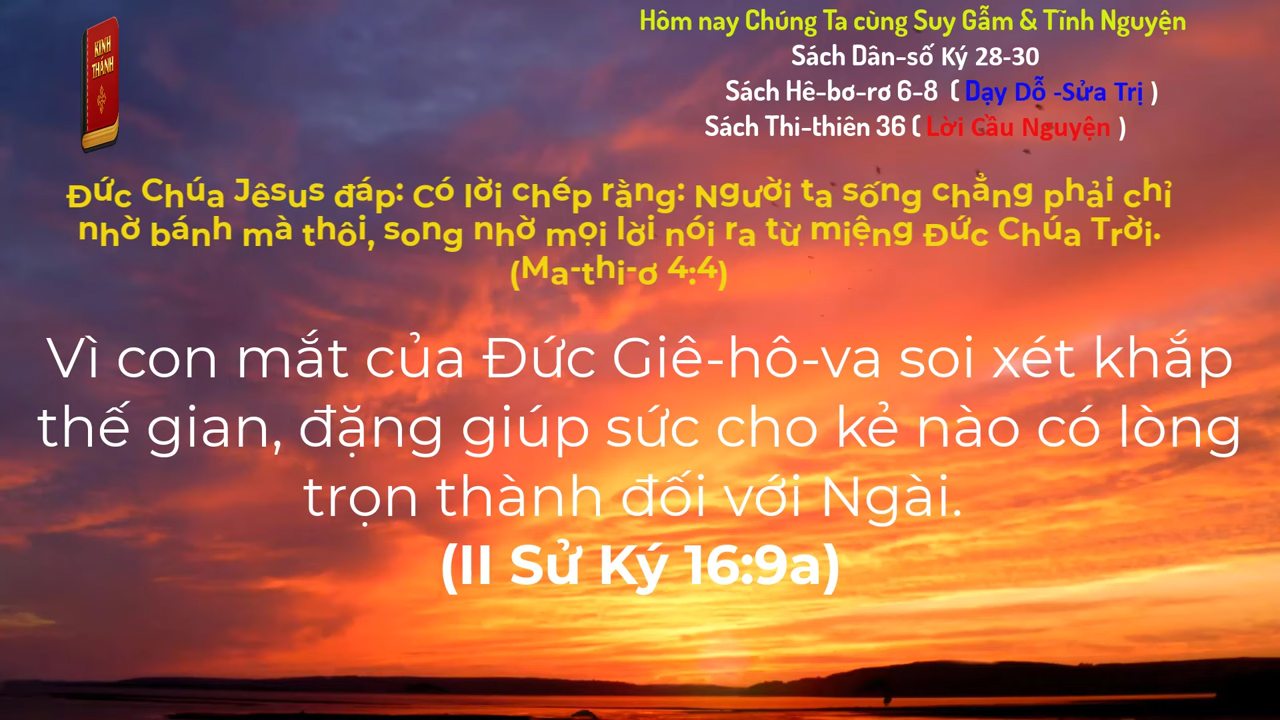 KINH
THÁNH
Hôm nay Chúng Ta cùng Suy Gẫm & Tĩnh Nguyện
Sách Dân-số Ký 28-30
Sách Hê-bơ-rơ 6-8 ( Dạy Dỗ -Sửa Trị )
Sách Thi-thiên 36 ( Lời Cầu Nguyện )
Đức Chúa Jêsus đáp: Có lời chép rằng: Người ta sống chẳng phải chỉ
nhờ bánh mà thôi, song nhờ mọi lời nói ra từ miệng Đức Chúa Trời.
(Ma-thi-ơ 4:4)
Vì con mắt của Đức Giê-hô-va soi xét khắp
thế gian, đặng giúp sức cho kẻ nào có lòng
trọn thành đối với Ngài.
(II Sử Ký 16:9a)